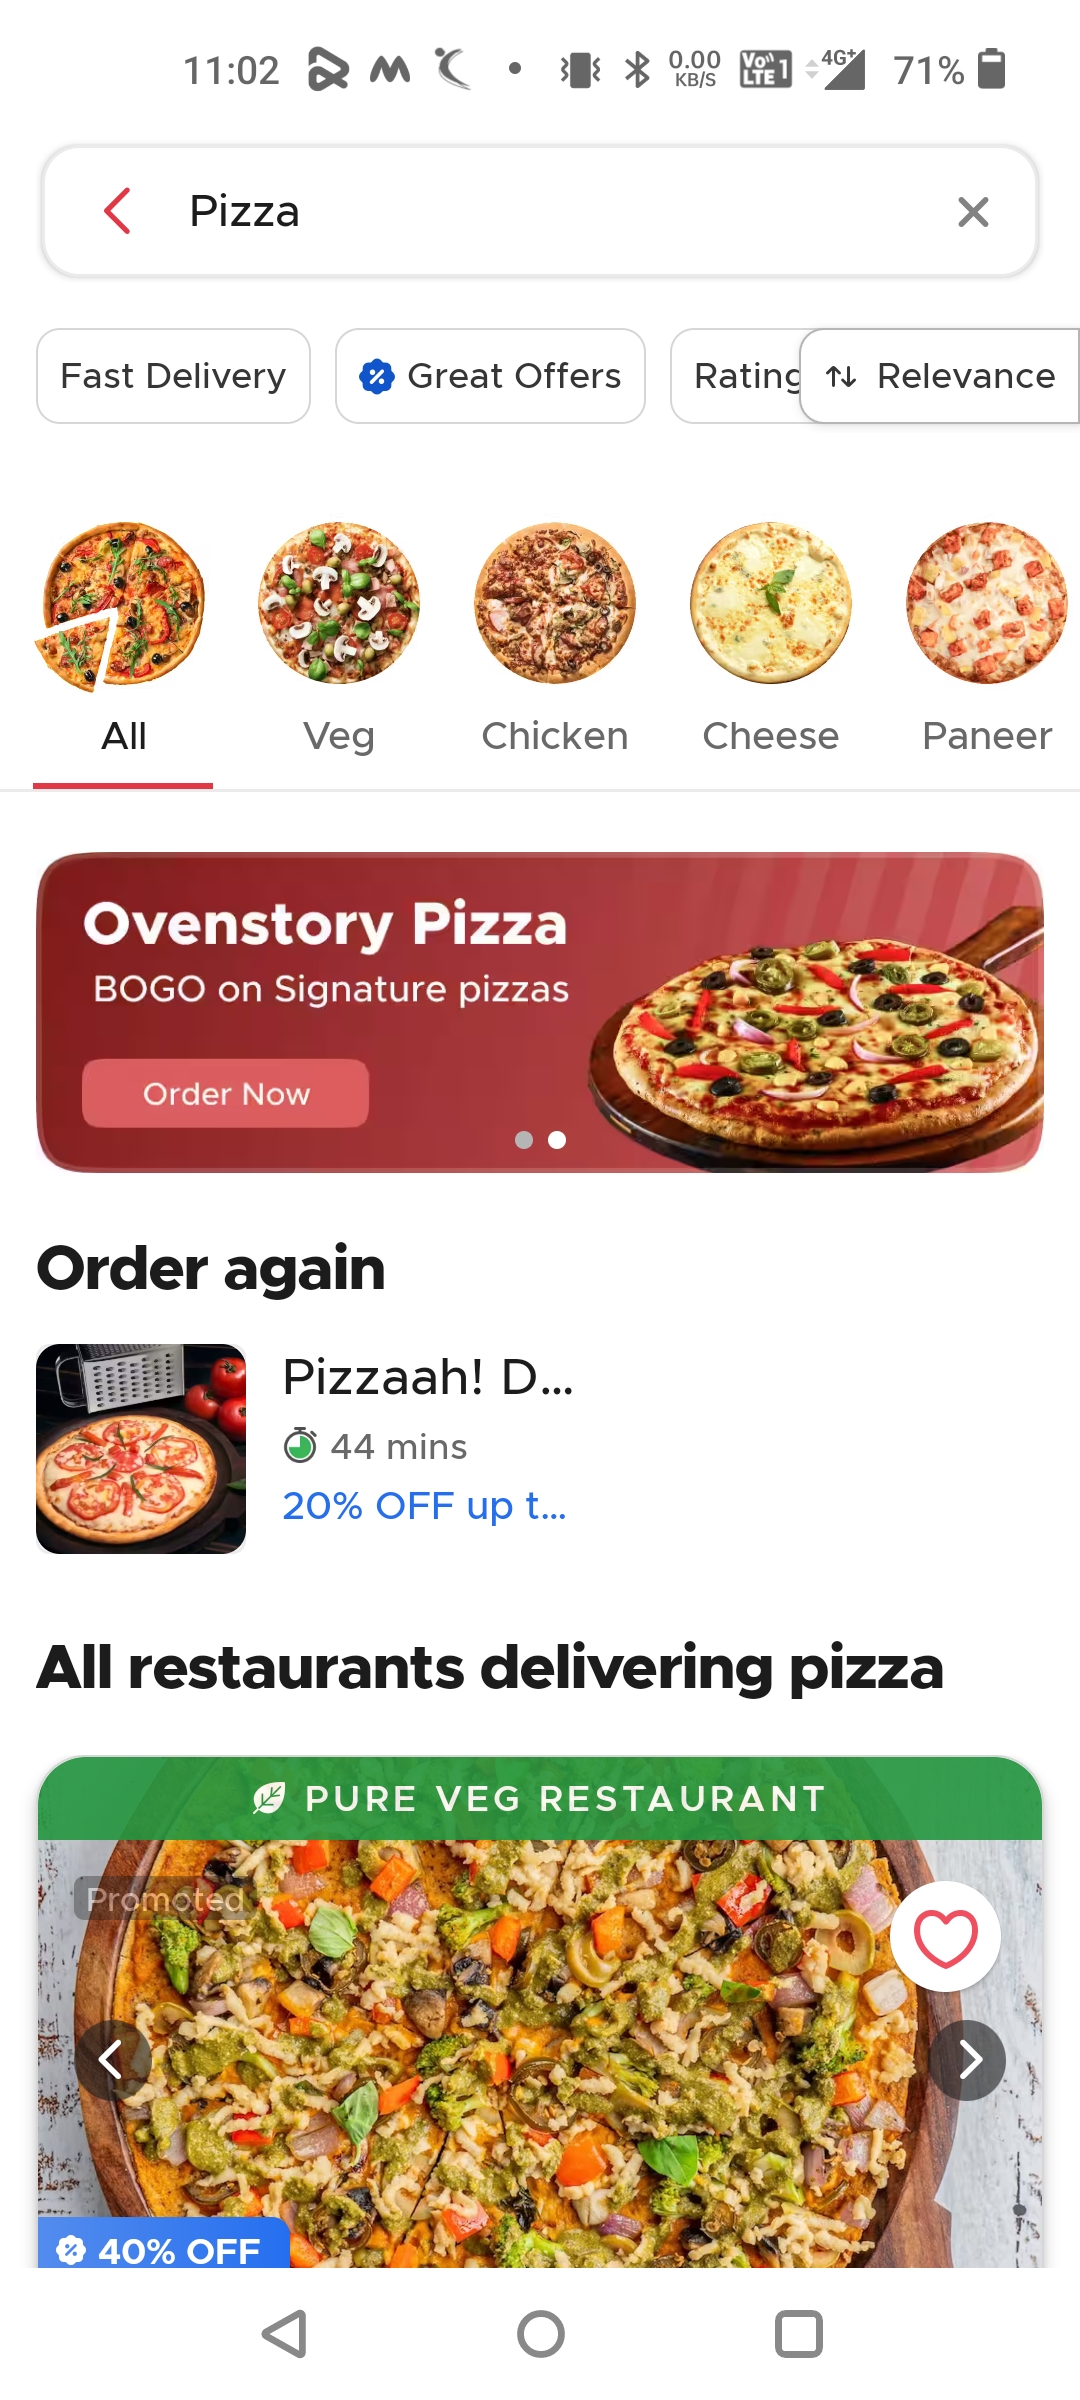 11:02
0.00
KB/S
Vo))
LTE 1
4G+
71%
Pizza
Fast Delivery
Great Offers
Rating
Relevance
All
Veg
Chicken
Cheese
Paneer
Ovenstory Pizza
BOGO on Signature pizzas
Order Now
Order again
Pizzaah! D...
44 mins
20% OFF up t...
All restaurants delivering pizza
PURE VEG RESTAURANT
Promoted
40% OFF